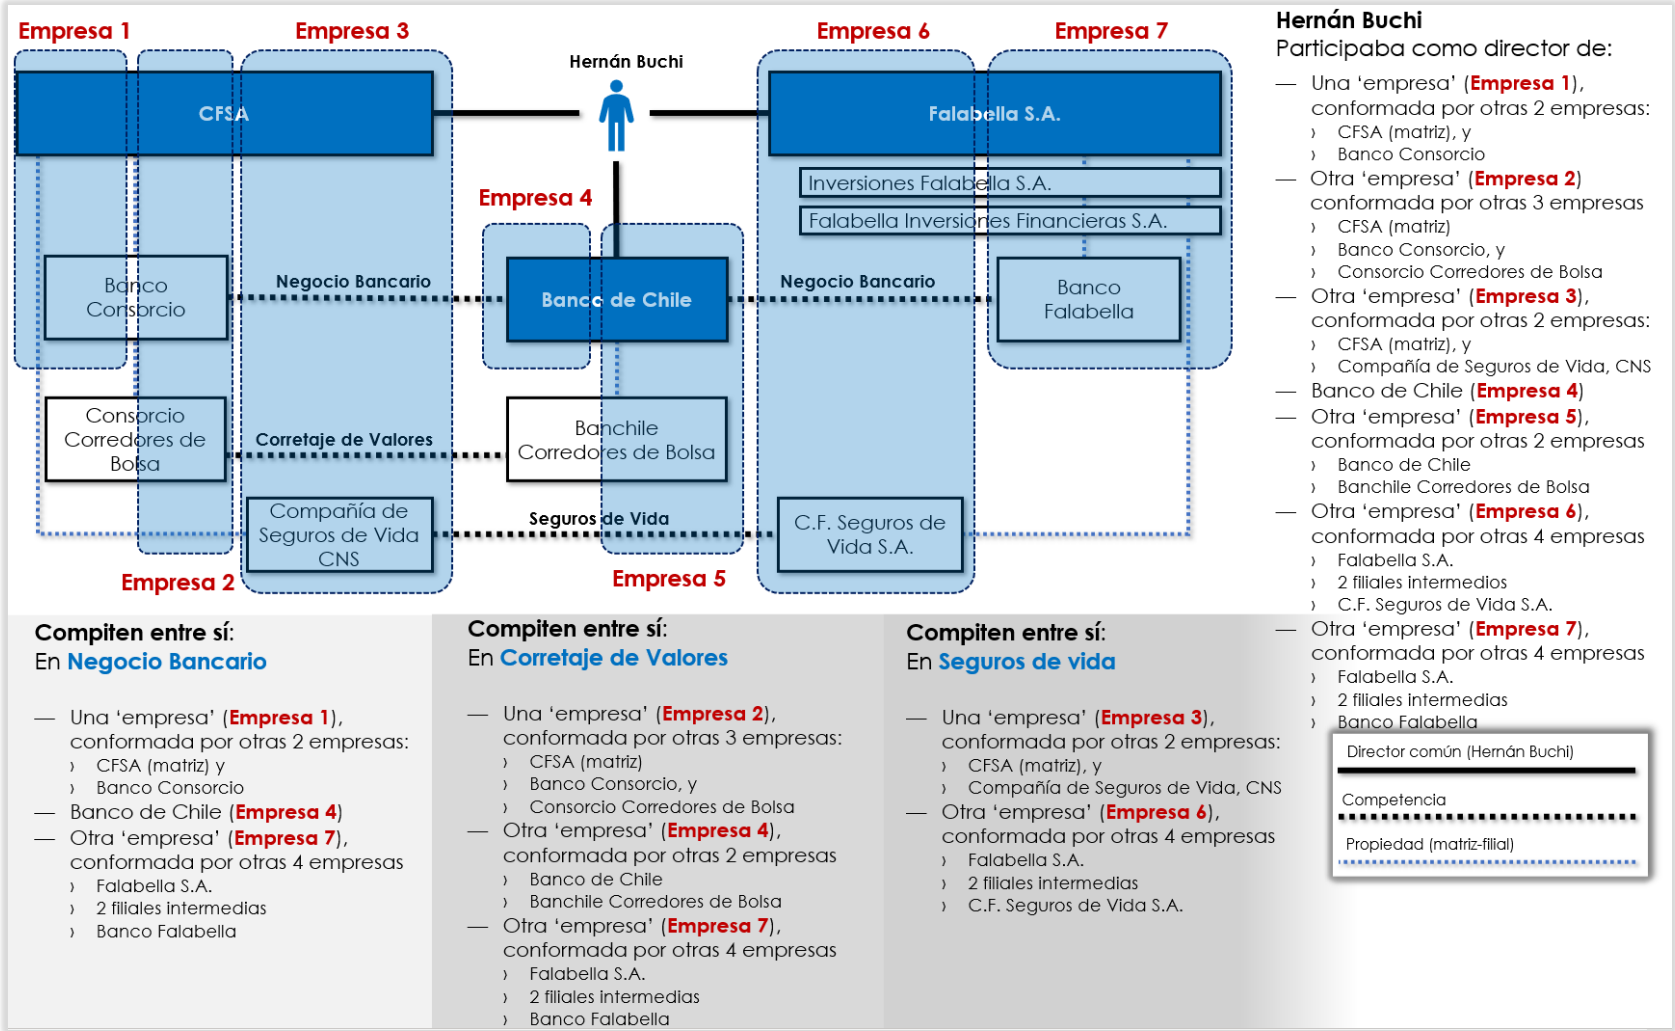 Empresa 1
Empresa 3
Empresa 6
Empresa 7
Hernán Buchi
CFSA
Falabella S.A.
Inversiones Falabella S.A.
Falabella Inversiones Financieras S.A.
Empresa 4
Banco
Consorcio
Negocio Bancario
Banco de Chile
Negocio Bancario
Banco
Falabella
Consorcio
Corredores de
Bolsa
Corretaje de Valores
Banchile
Corredores de Bolsa
Compañía de
Seguros de Vida
CNS
Seguros de Vida
C.F. Seguros de
Vida S.A.
Empresa 2
Empresa 5
Hernán Buchi
Participaba como director de:
— Una ‘empresa’ (Empresa 1),
conformada por otras 2 empresas:
› CFSA (matriz), y
› Banco Consorcio
— Otra ‘empresa’ (Empresa 2)
conformada por otras 3 empresas
› CFSA (matriz)
› Banco Consorcio, y
› Consorcio Corredores de Bolsa
— Otra ‘empresa’ (Empresa 3),
conformada por otras 2 empresas:
› CFSA (matriz), y
› Compañía de Seguros de Vida, CNS
— Banco de Chile (Empresa 4)
— Otra ‘empresa’ (Empresa 5),
conformada por otras 2 empresas
› Banco de Chile
› Banchile Corredores de Bolsa
— Otra ‘empresa’ (Empresa 6),
conformada por otras 4 empresas
› Falabella S.A.
› 2 filiales intermedios
› C.F. Seguros de Vida S.A.
— Otra ‘empresa’ (Empresa 7),
conformada por otras 4 empresas
› Falabella S.A.
› 2 filiales intermedias
› Banco Falabella
Director común (Hernán Buchi)
Competencia
Propiedad (matriz-filial)
Compiten entre sí:
En Negocio Bancario
— Una ‘empresa’ (Empresa 1),
conformada por otras 2 empresas:
› CFSA (matriz) y
› Banco Consorcio
— Banco de Chile (Empresa 4)
— Otra ‘empresa’ (Empresa 7),
conformada por otras 4 empresas
› Falabella S.A.
› 2 filiales intermedias
› Banco Falabella
Compiten entre sí:
En Corretaje de Valores
— Una ‘empresa’ (Empresa 2),
conformada por otras 3 empresas:
› CFSA (matriz)
› Banco Consorcio, y
› Consorcio Corredores de Bolsa
— Otra ‘empresa’ (Empresa 4),
conformada por otras 2 empresas
› Banco de Chile
› Banchile Corredores de Bolsa
— Otra ‘empresa’ (Empresa 7),
conformada por otras 4 empresas
› Falabella S.A.
› 2 filiales intermedias
› Banco Falabella
Compiten entre sí:
En Seguros de vida
— Una ‘empresa’ (Empresa 3),
conformada por otras 2 empresas:
› CFSA (matriz), y
› Compañía de Seguros de Vida, CNS
— Otra ‘empresa’ (Empresa 6),
conformada por otras 4 empresas
› Falabella S.A.
› 2 filiales intermedias
› C.F. Seguros de Vida S.A.